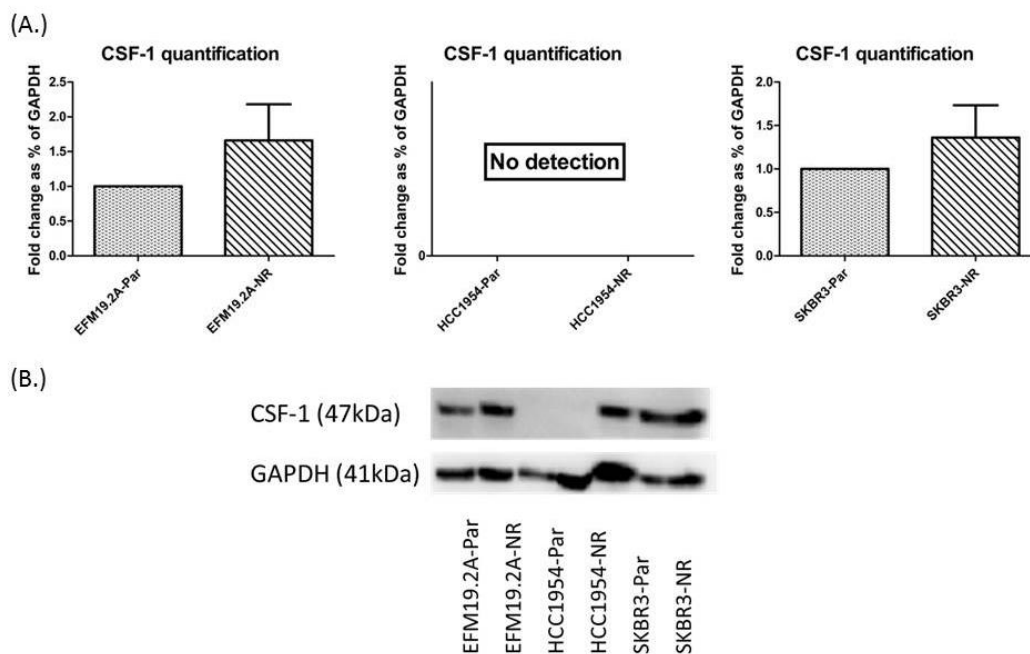 (A.)
CSF-1 quantification
Fold change as % of GAPDH
2.5
2.0
1.5
1.0
0.5
0.0
EFM19.2A-Par
EFM19.2A-NR
CSF-1 quantification
Fold change as % of GAPDH
No detection
0
HCC1954-Par
HCC1954-NR
CSF-1 quantification
Fold change as % of GAPDH
2.0
1.5
1.0
0.5
0.0
SKBR3-Par
SKBR3-NR
(B.)
CSF-1 (47kDa)
GAPDH (41kDa)
EFM19.2A-Par
EFM19.2A-NR
HCC1954-Par
HCC1954-NR
SKBR3-Par
SKBR3-NR